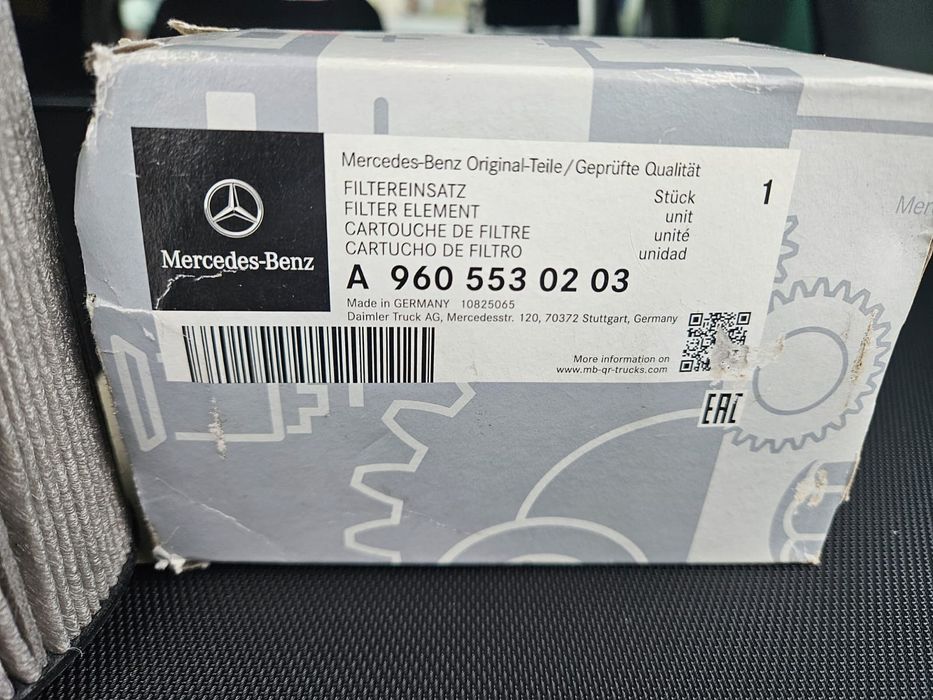 Mercedes-Benz Original-Teile/Geprüfte Qualität
FILTEREINSATZ Stück 1
FILTER ELEMENT unit
CARTOUCHE DE FILTRE unité
CARTUCHO DE FILTRO unidad
A 960 553 02 03
Made in GERMANY 10825065
Daimler Truck AG, Mercedesstr. 120, 70372 Stuttgart, Germany
Mercedes-Benz
More information on
www.mb-qr-trucks.com
EAC
Mer